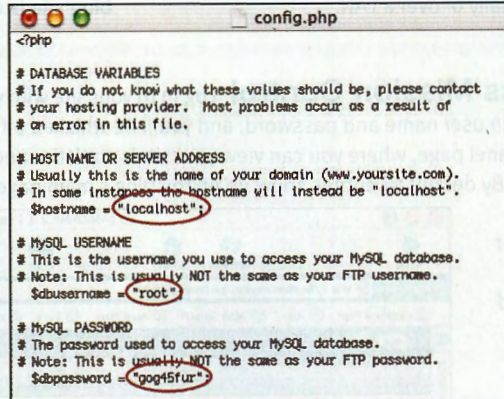 config.php
<?php
# DATABASE VARIABLES
# If you do not know what these values should be, please contact
# your hosting provider. Most problems occur as a result of
# an error in this file.
# HOST NAME OR SERVER ADDRESS
# Usually this is the name of your domain (www.yoursite.com).
# In some instances the hostname will instead be "localhost".
$hostname = "localhost";
# MySQL USERNAME
# This is the username you use to access your MySQL database.
# Note: This is usually NOT the same as your FTP username.
$dbusername = "root"
# MySQL PASSWORD
# The password used to access your MySQL database.
# Note: This is usually NOT the same as your FTP password.
$dbpassword = "gog45fur";